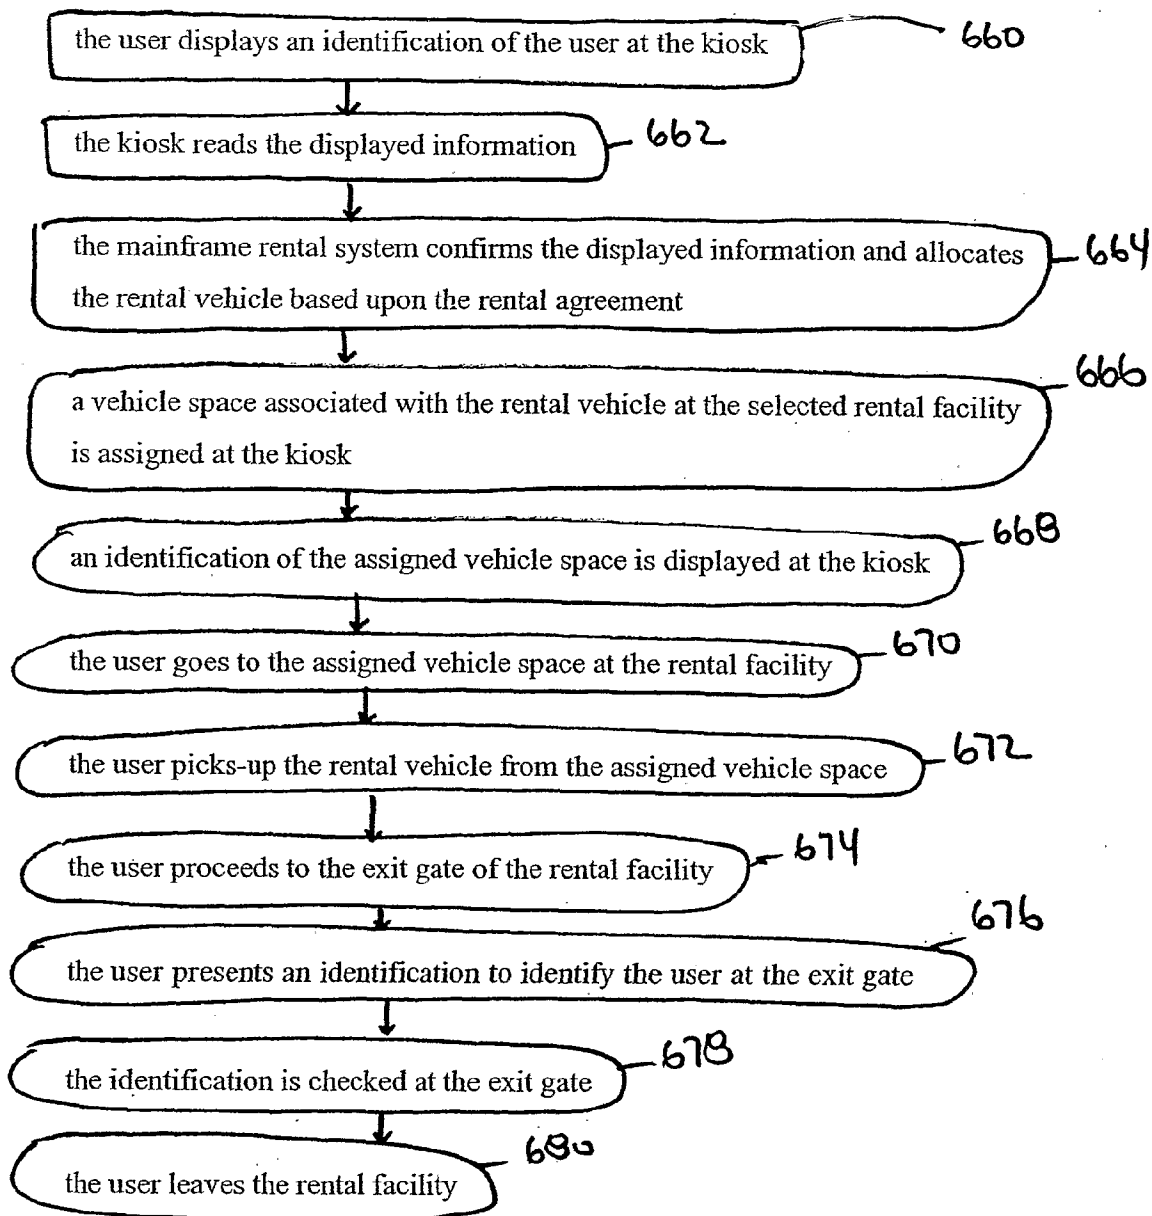 the user displays an identification of the user at the kiosk 660
the kiosk reads the displayed information 662
the mainframe rental system confirms the displayed information and allocates 664
the rental vehicle based upon the rental agreement
666
a vehicle space associated with the rental vehicle at the selected rental facility
is assigned at the kiosk
668
an identification of the assigned vehicle space is displayed at the kiosk
the user goes to the assigned vehicle space at the rental facility 670
the user picks-up the rental vehicle from the assigned vehicle space 672
the user proceeds to the exit gate of the rental facility 674
676
the user presents an identification to identify the user at the exit gate
678
the identification is checked at the exit gate
680
the user leaves the rental facility